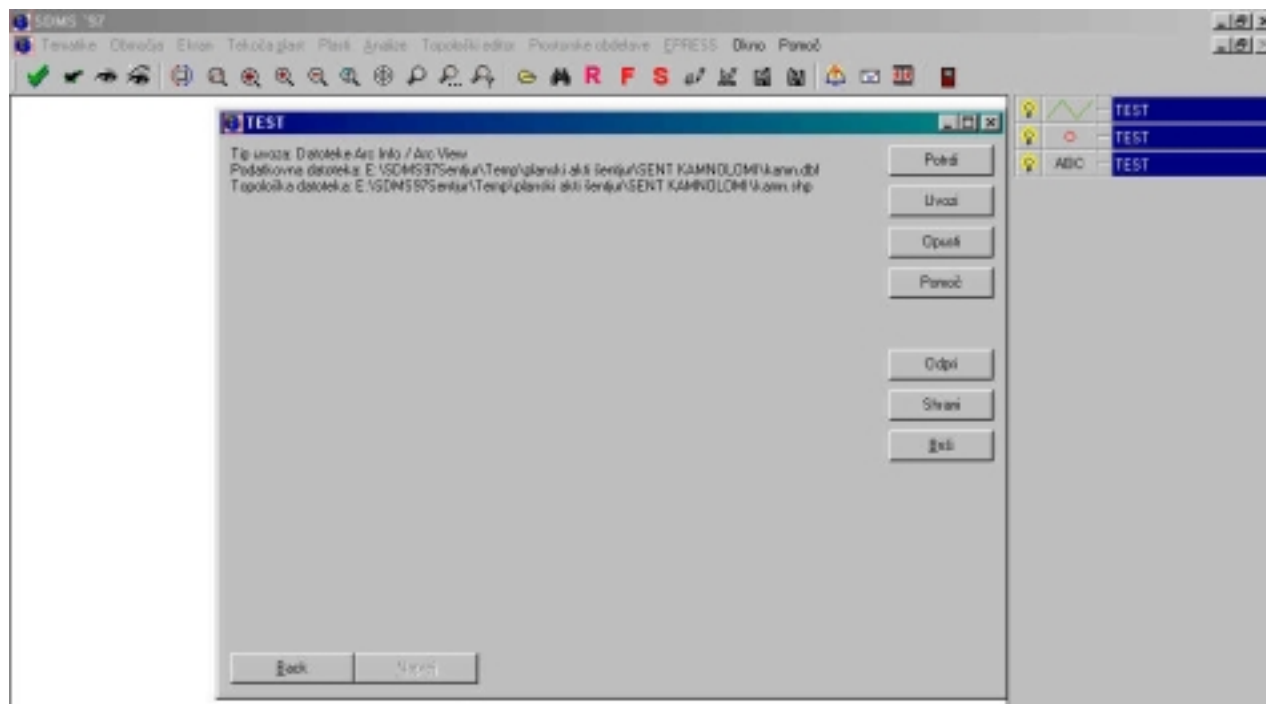 SDMS '97
Tematike Območja Ekran Tekoča plast Plasti Analize Topološki editor Prostorske obdelave EPRESS Okno Pomoč
R F S
TEST
Tip uvoza: Datoteke Arc Info / Arc View
Podatkovna datoteka: E:\SDMS97Sentjur\Temp\planski akti šentjur\SENT KAMNOLOMI\kamn.dbf
Topološka datoteka: E:\SDMS97Sentjur\Temp\planski akti šentjur\SENT KAMNOLOMI\kamn.shp
Potrdi
Uvozi
Opusti
Pomoč
Odpri
Shrani
Briši
Back
Naprej
TEST
TEST
ABC TEST